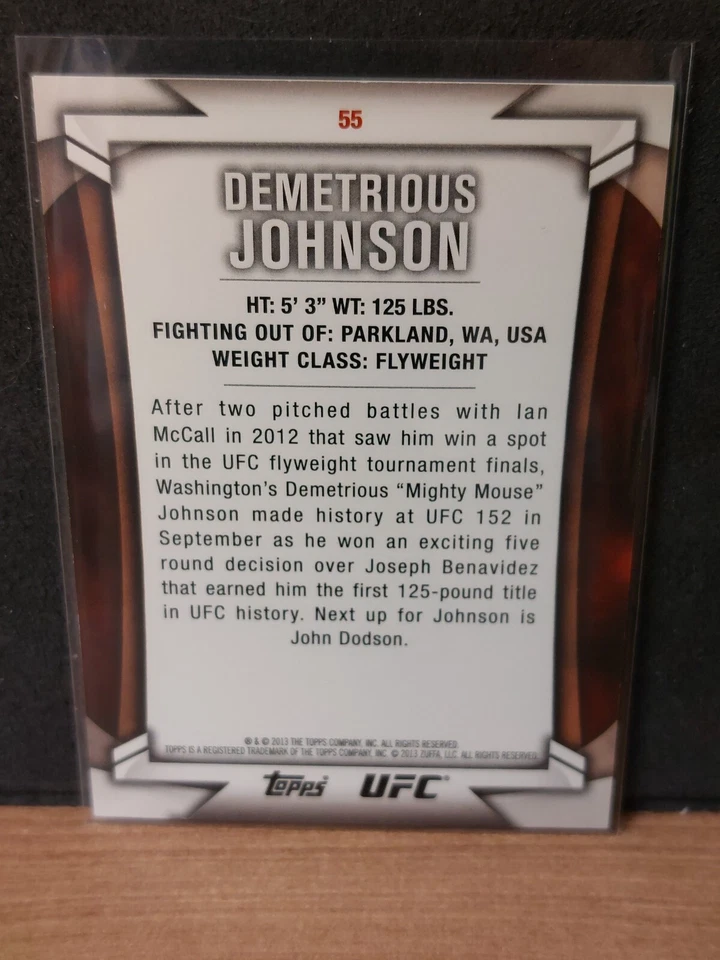 55
DEMETRIOUS
JOHNSON
HT: 5' 3" WT: 125 LBS.
FIGHTING OUT OF: PARKLAND, WA, USA
WEIGHT CLASS: FLYWEIGHT
After two pitched battles with Ian
McCall in 2012 that saw him win a spot
in the UFC flyweight tournament finals,
Washington's Demetrious "Mighty Mouse"
Johnson made history at UFC 152 in
September as he won an exciting five
round decision over Joseph Benavidez
that earned him the first 125-pound title
in UFC history. Next up for Johnson is
John Dodson.
® & © 2013 THE TOPPS COMPANY, INC. ALL RIGHTS RESERVED.
TOPPS IS A REGISTERED TRADEMARK OF THE TOPPS COMPANY, INC. © 2013 ZUFFA, LLC. ALL RIGHTS RESERVED.
Topps UFC®